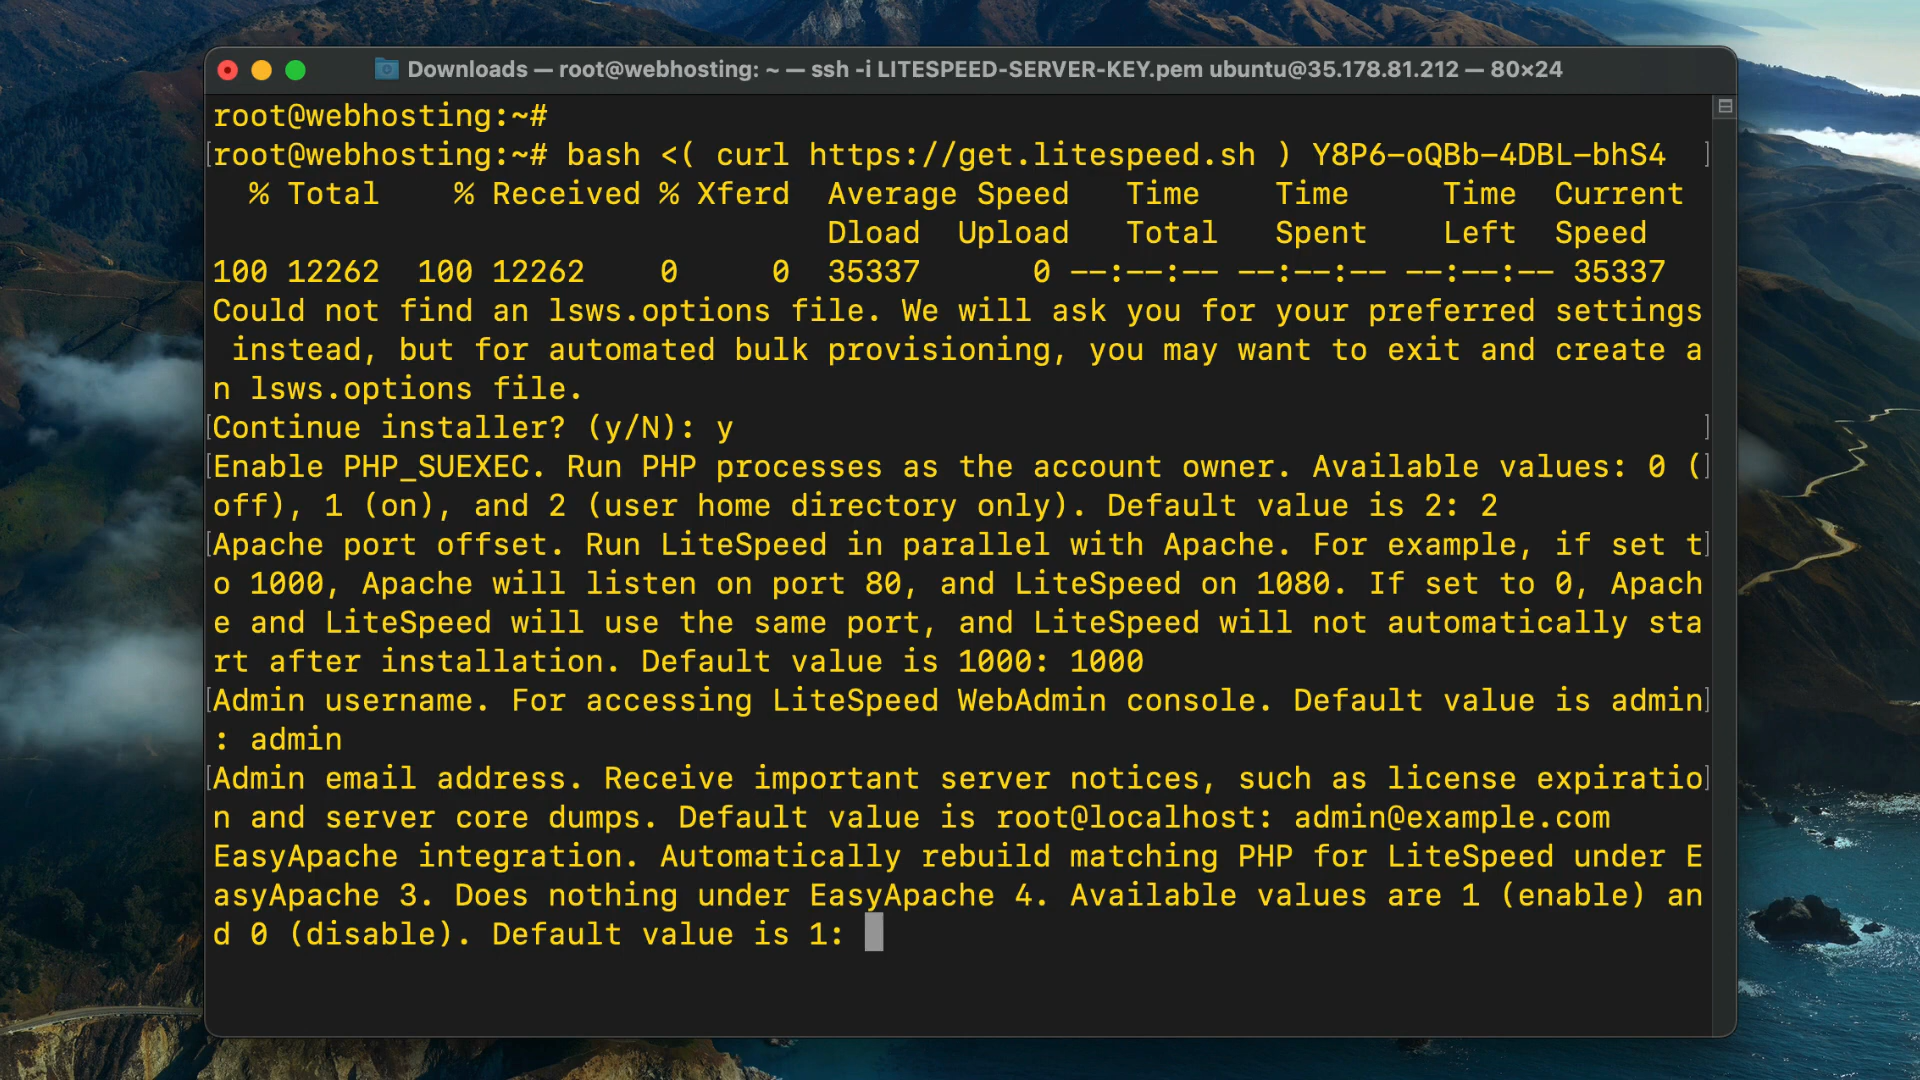 Downloads — root@webhosting: ~ — ssh -i LITESPEED-SERVER-KEY.pem ubuntu@35.178.81.212 — 80×24
root@webhosting:~#
[root@webhosting:~# bash <( curl https://get.litespeed.sh ) Y8P6-oQBb-4DBL-bhS4 ]
% Total % Received % Xferd Average Speed Time Time Time Current
Dload Upload Total Spent Left Speed
100 12262 100 12262 0 0 35337 0 --:--:-- --:--:-- --:--:-- 35337
Could not find an lsws.options file. We will ask you for your preferred settings
instead, but for automated bulk provisioning, you may want to exit and create a
n lsws.options file.
[Continue installer? (y/N): y ]
[Enable PHP_SUEXEC. Run PHP processes as the account owner. Available values: 0 (]
off), 1 (on), and 2 (user home directory only). Default value is 2: 2
[Apache port offset. Run LiteSpeed in parallel with Apache. For example, if set t]
o 1000, Apache will listen on port 80, and LiteSpeed on 1080. If set to 0, Apach
e and LiteSpeed will use the same port, and LiteSpeed will not automatically sta
rt after installation. Default value is 1000: 1000
[Admin username. For accessing LiteSpeed WebAdmin console. Default value is admin]
: admin
[Admin email address. Receive important server notices, such as license expiratio]
n and server core dumps. Default value is root@localhost: admin@example.com
EasyApache integration. Automatically rebuild matching PHP for LiteSpeed under E
asyApache 3. Does nothing under EasyApache 4. Available values are 1 (enable) an
d 0 (disable). Default value is 1: